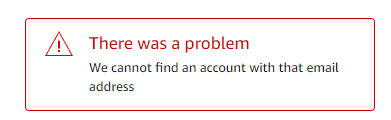 There was a problem
We cannot find an account with that email
address